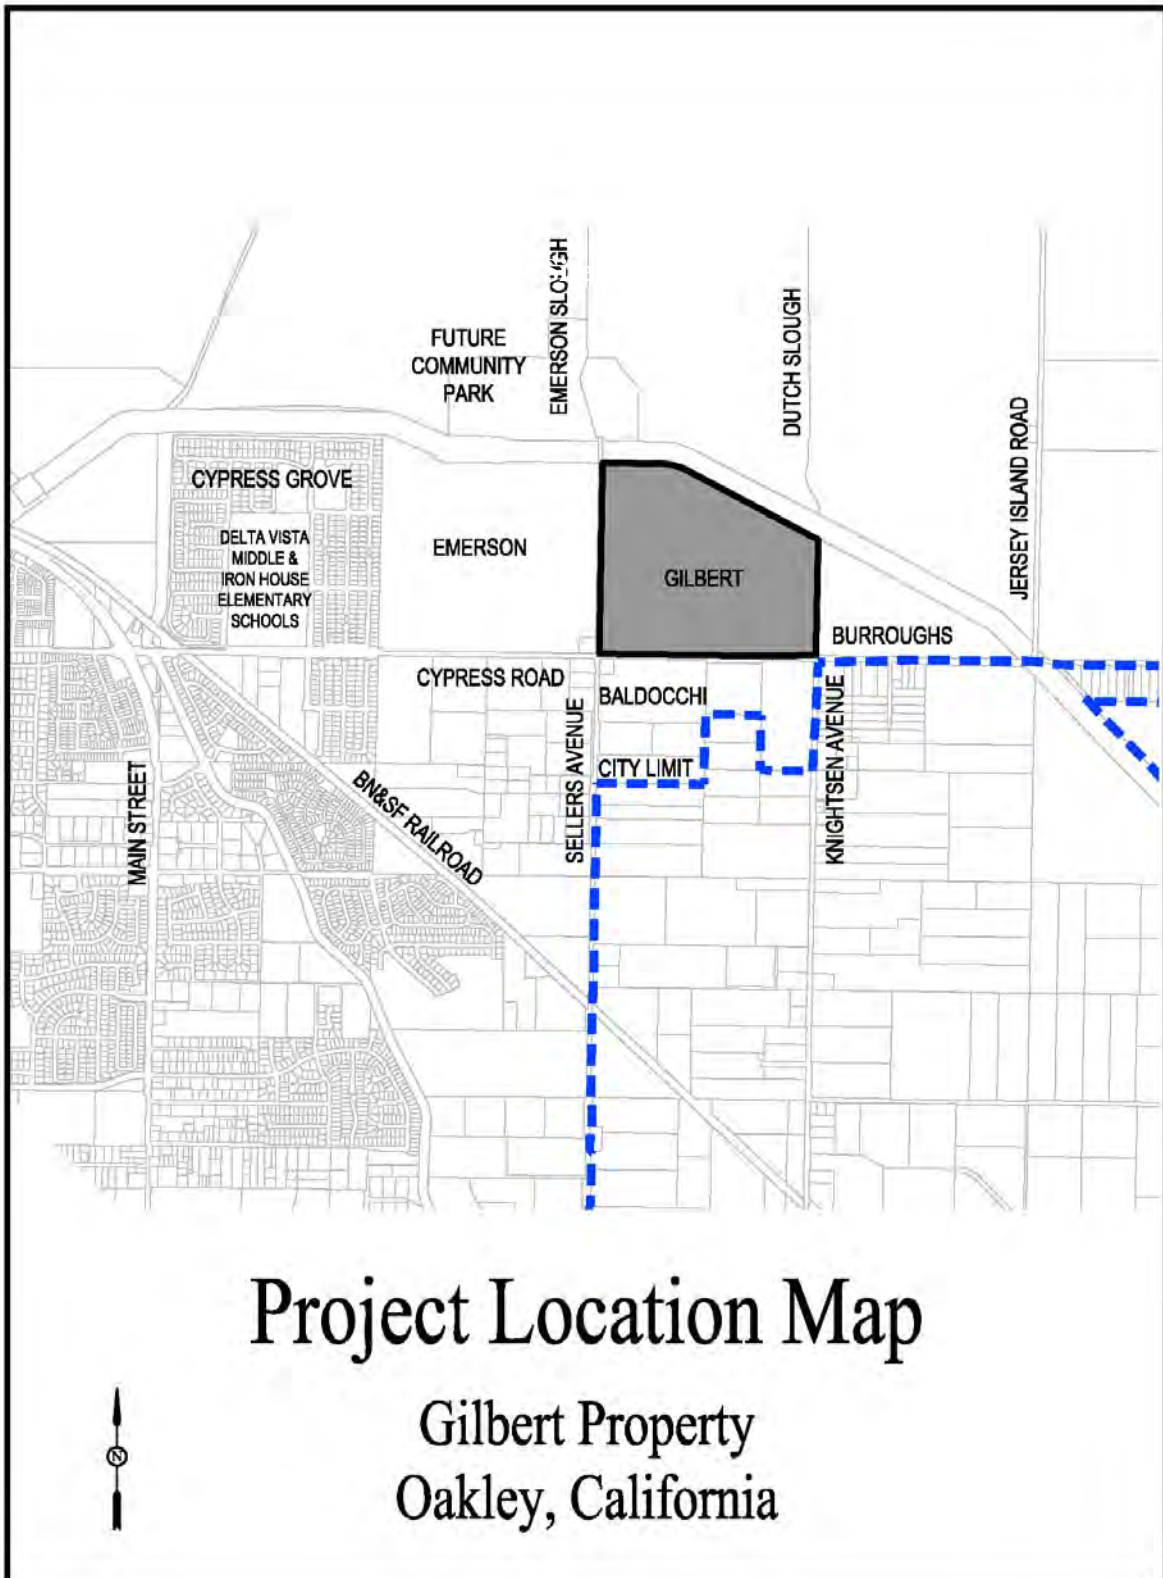 EMERSON SLOUGH
DUTCH SLOUGH
FUTURE
COMMUNITY
PARK
JERSEY ISLAND ROAD
CYPRESS GROVE
DELTA VISTA
MIDDLE &
IRON HOUSE
ELEMENTARY
SCHOOLS
EMERSON
GILBERT
BURROUGHS
CYPRESS ROAD
BALDOCCHI
SELLERS AVENUE
CITY LIMIT
KNIGHTSEN AVENUE
MAIN STREET
BN&SF RAILROAD
Project Location Map
Gilbert Property
Oakley, California
N